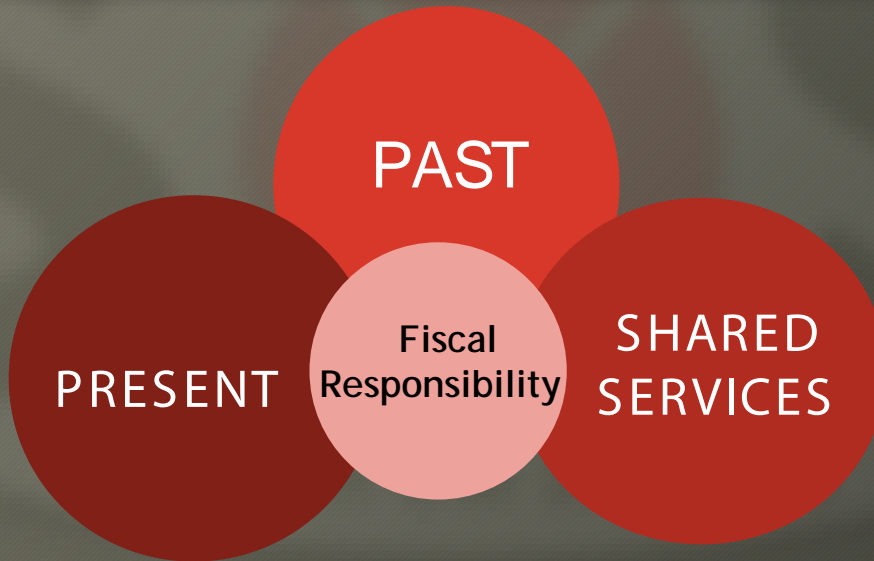 PAST
PRESENT
Fiscal
Responsibility
SHARED
SERVICES